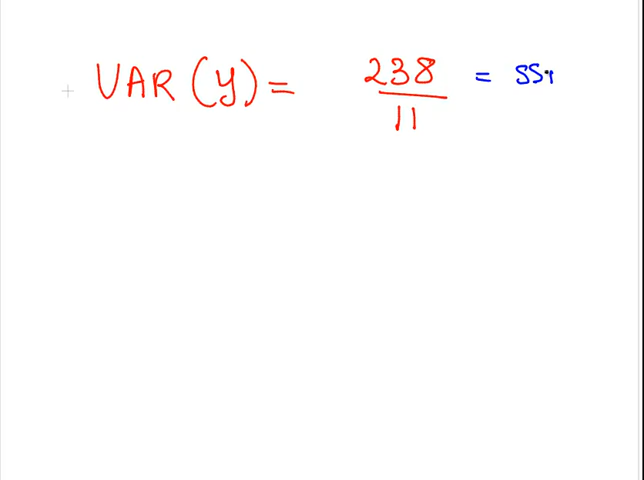 VAR (y) = 238 / 11 = SS